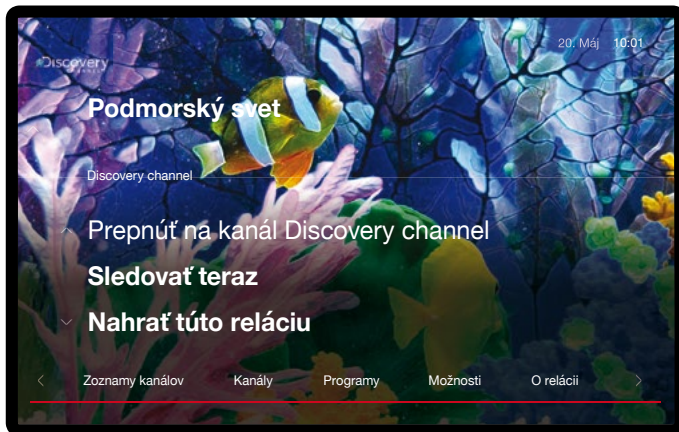 Discovery
CHANNEL
20. Máj 10:01
Podmorský svet
Discovery channel
Prepnúť na kanál Discovery channel
Sledovať teraz
Nahrať túto reláciu
Zoznamy kanálov Kanály Programy Možnosti O relácii